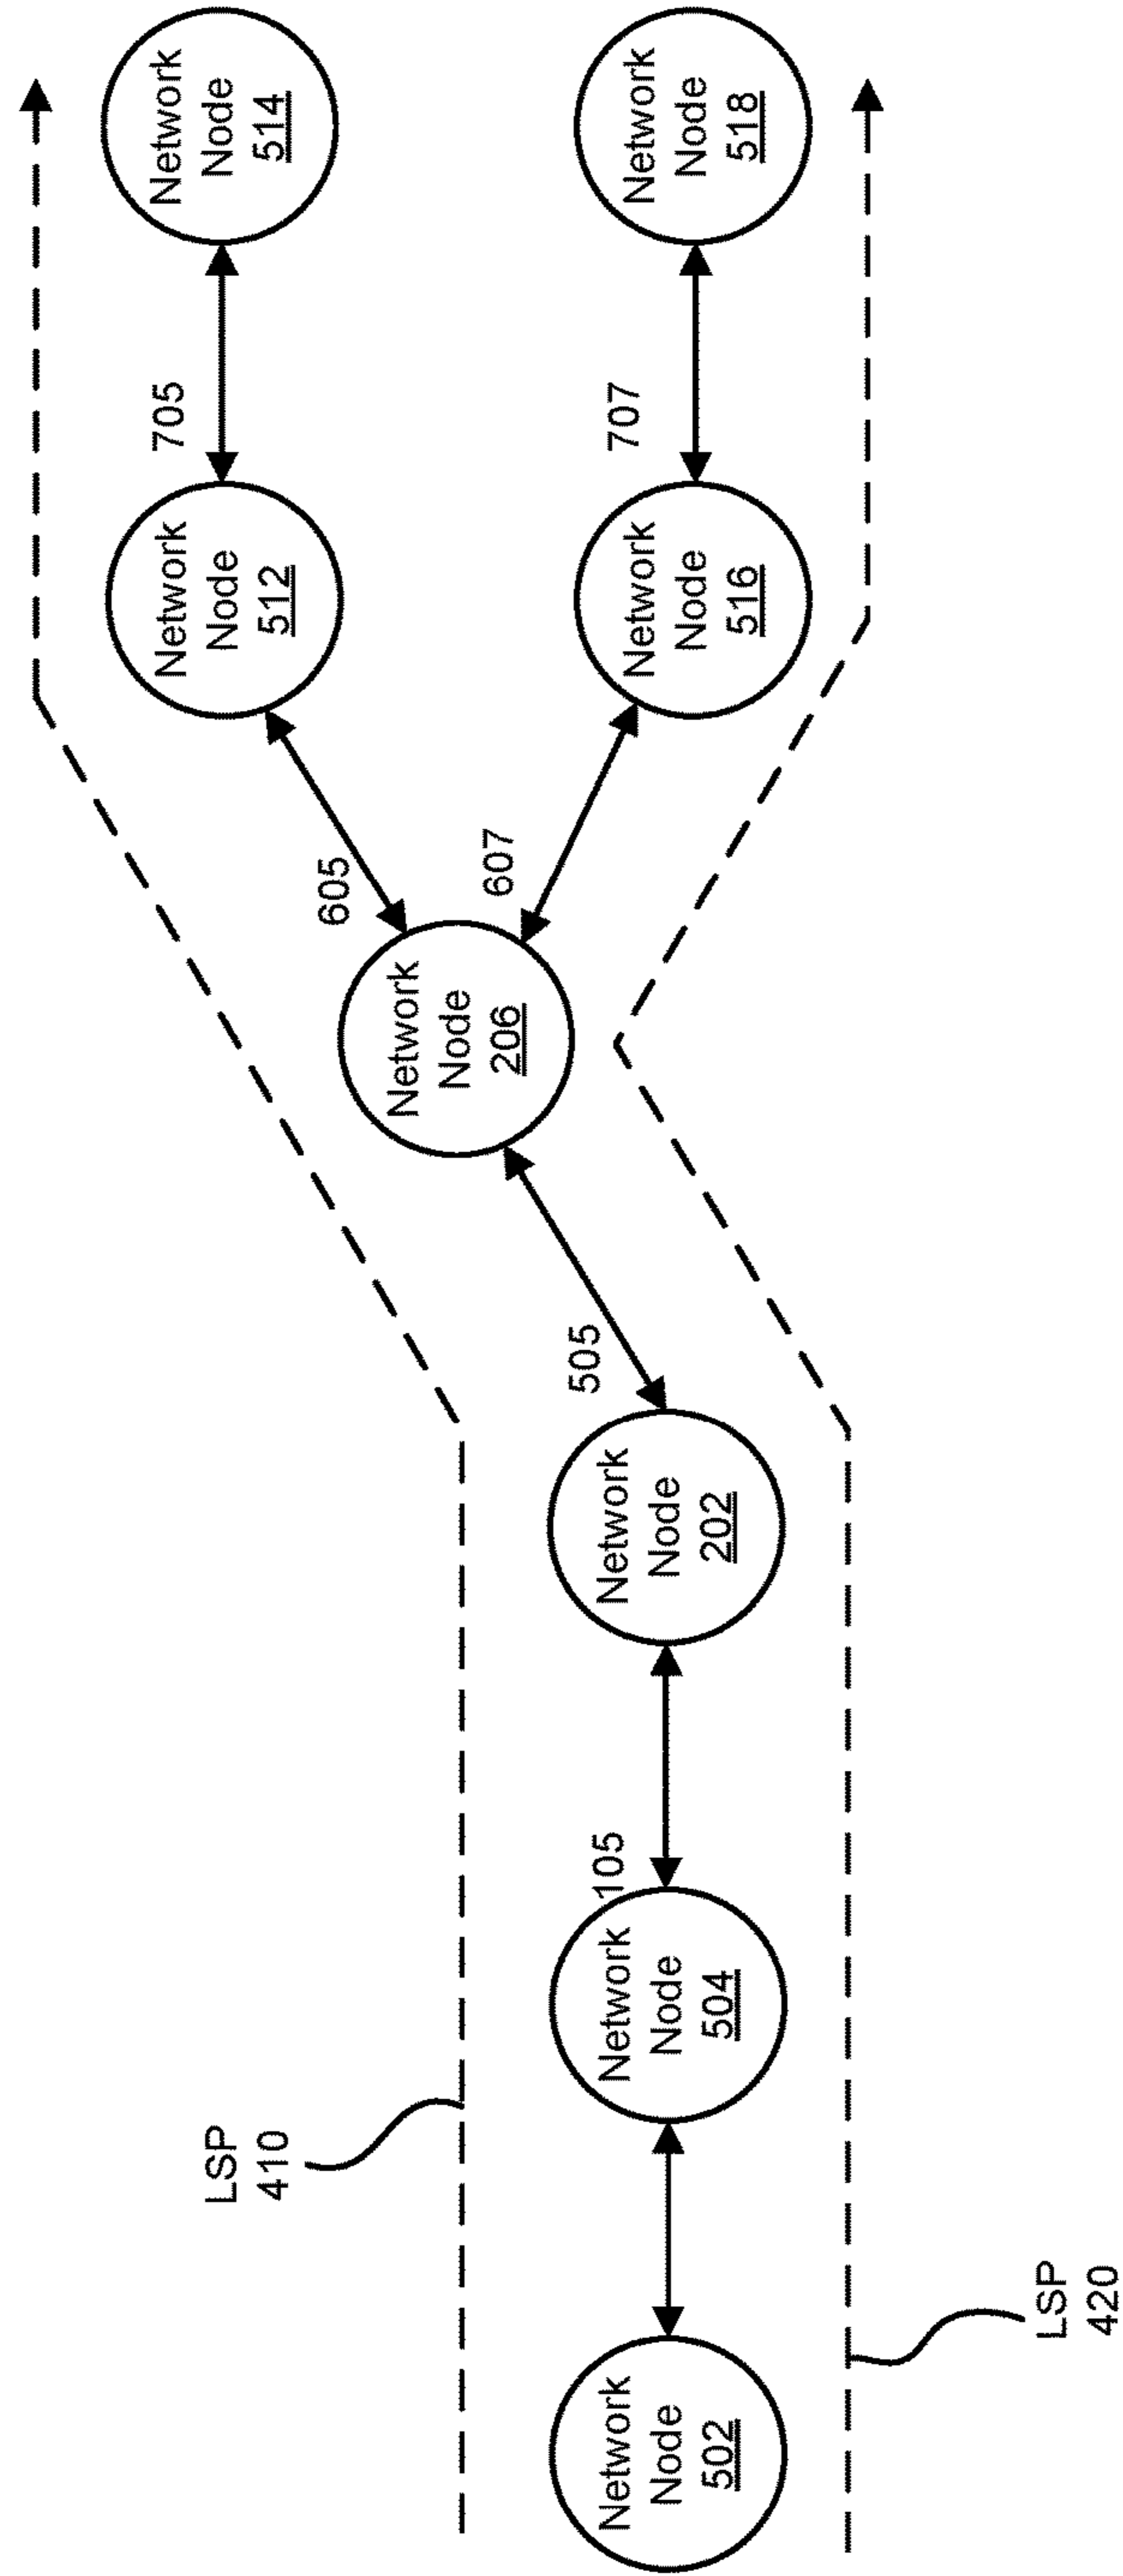 LSP
410
Network
Node
502
Network
Node
504
105
Network
Node
202
505
Network
Node
206
605
607
Network
Node
512
705
Network
Node
514
Network
Node
516
707
Network
Node
518
LSP
420